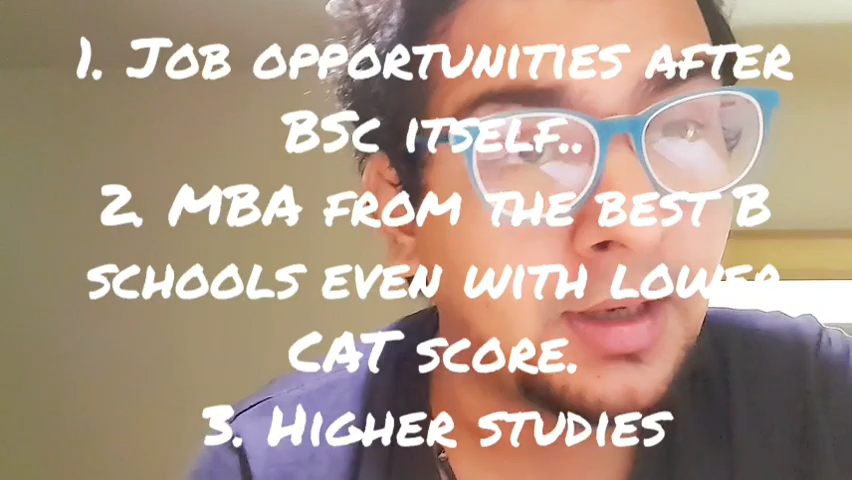 1. Job opportunities after
BSc itself..
2. MBA from the best B
schools even with lower
CAT score.
3. Higher studies